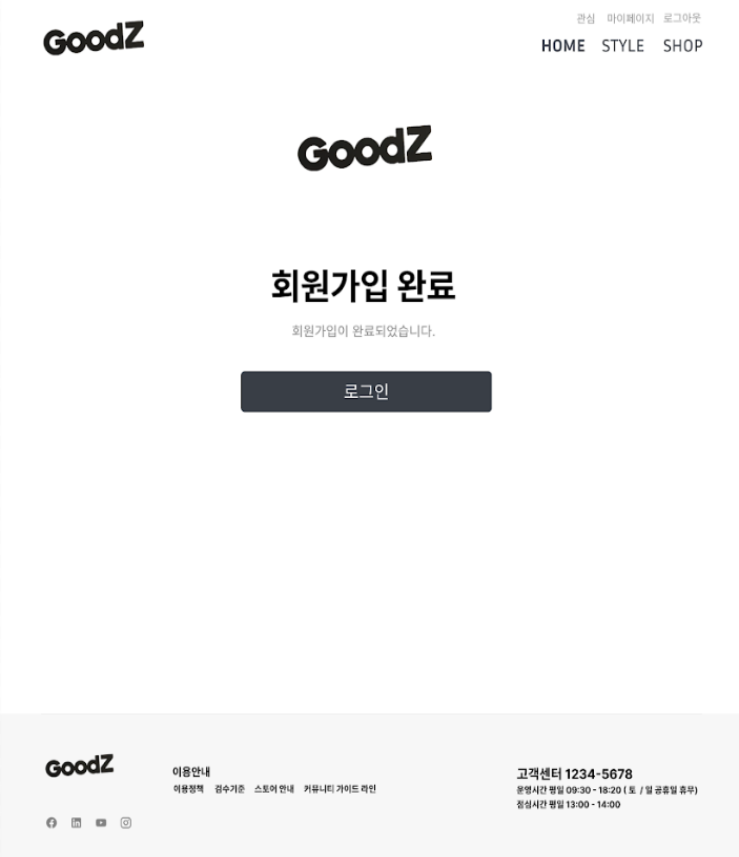 GoodZ
관심 마이페이지 로그아웃
HOME STYLE SHOP
GoodZ
회원가입 완료
회원가입이 완료되었습니다.
로그인
GoodZ
이용안내
이용정책 검수기준 스토어 안내 커뮤니티 가이드 라인
고객센터 1234-5678
운영시간 평일 09:30 - 18:20 ( 토 / 일 공휴일 휴무)
점심시간 평일 13:00 - 14:00